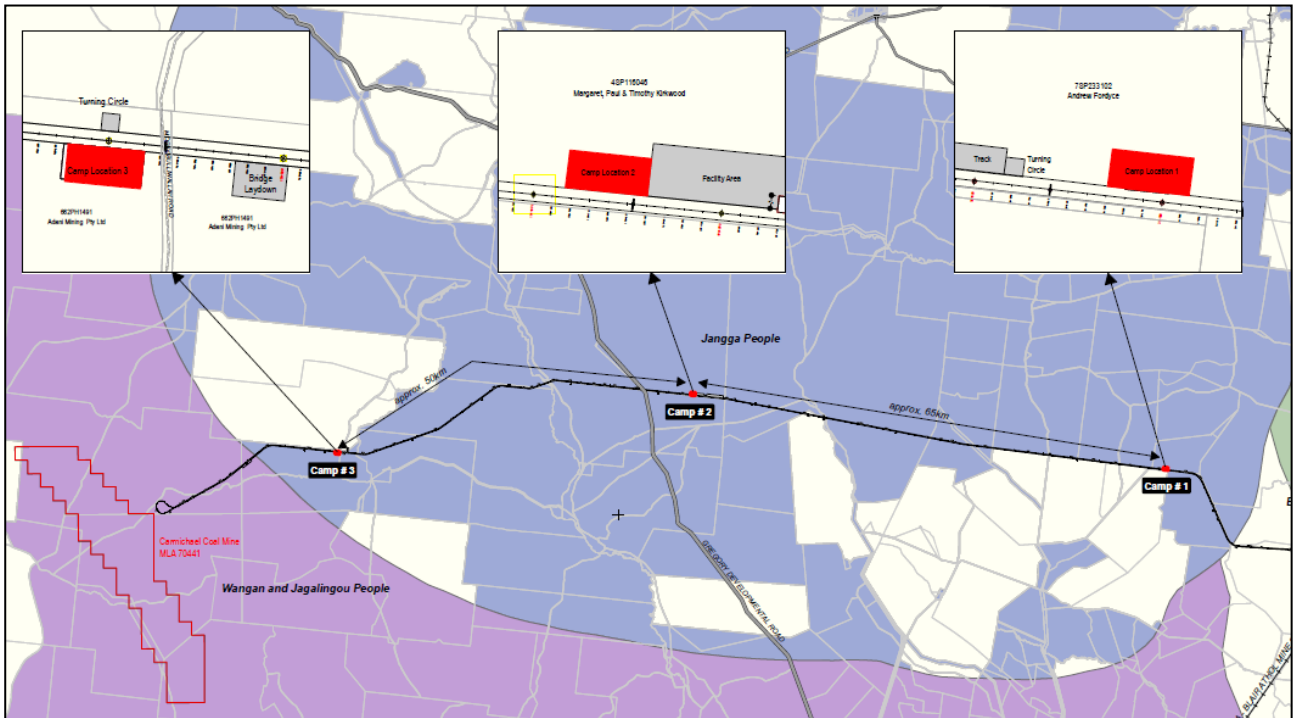 Turning Circle
Camp Location 3
Bridge
Laydown
662PH1491
Adani Mining Pty Ltd
662PH1491
Adani Mining Pty Ltd
4SP116046
Margaret, Paul & Timothy Kirkwood
Camp Location 2
Facility Area
7SP233102
Andrew Fordyce
Track
Turning
Circle
Camp Location 1
Jangga People
approx. 50km
approx. 65km
Camp # 2
Camp # 3
Camp # 1
Carmichael Coal Mine
MLA 70441
Wangan and Jagalingou People
GREGORY DEVELOPMENTAL ROAD
BLAIR ATHOL MINE